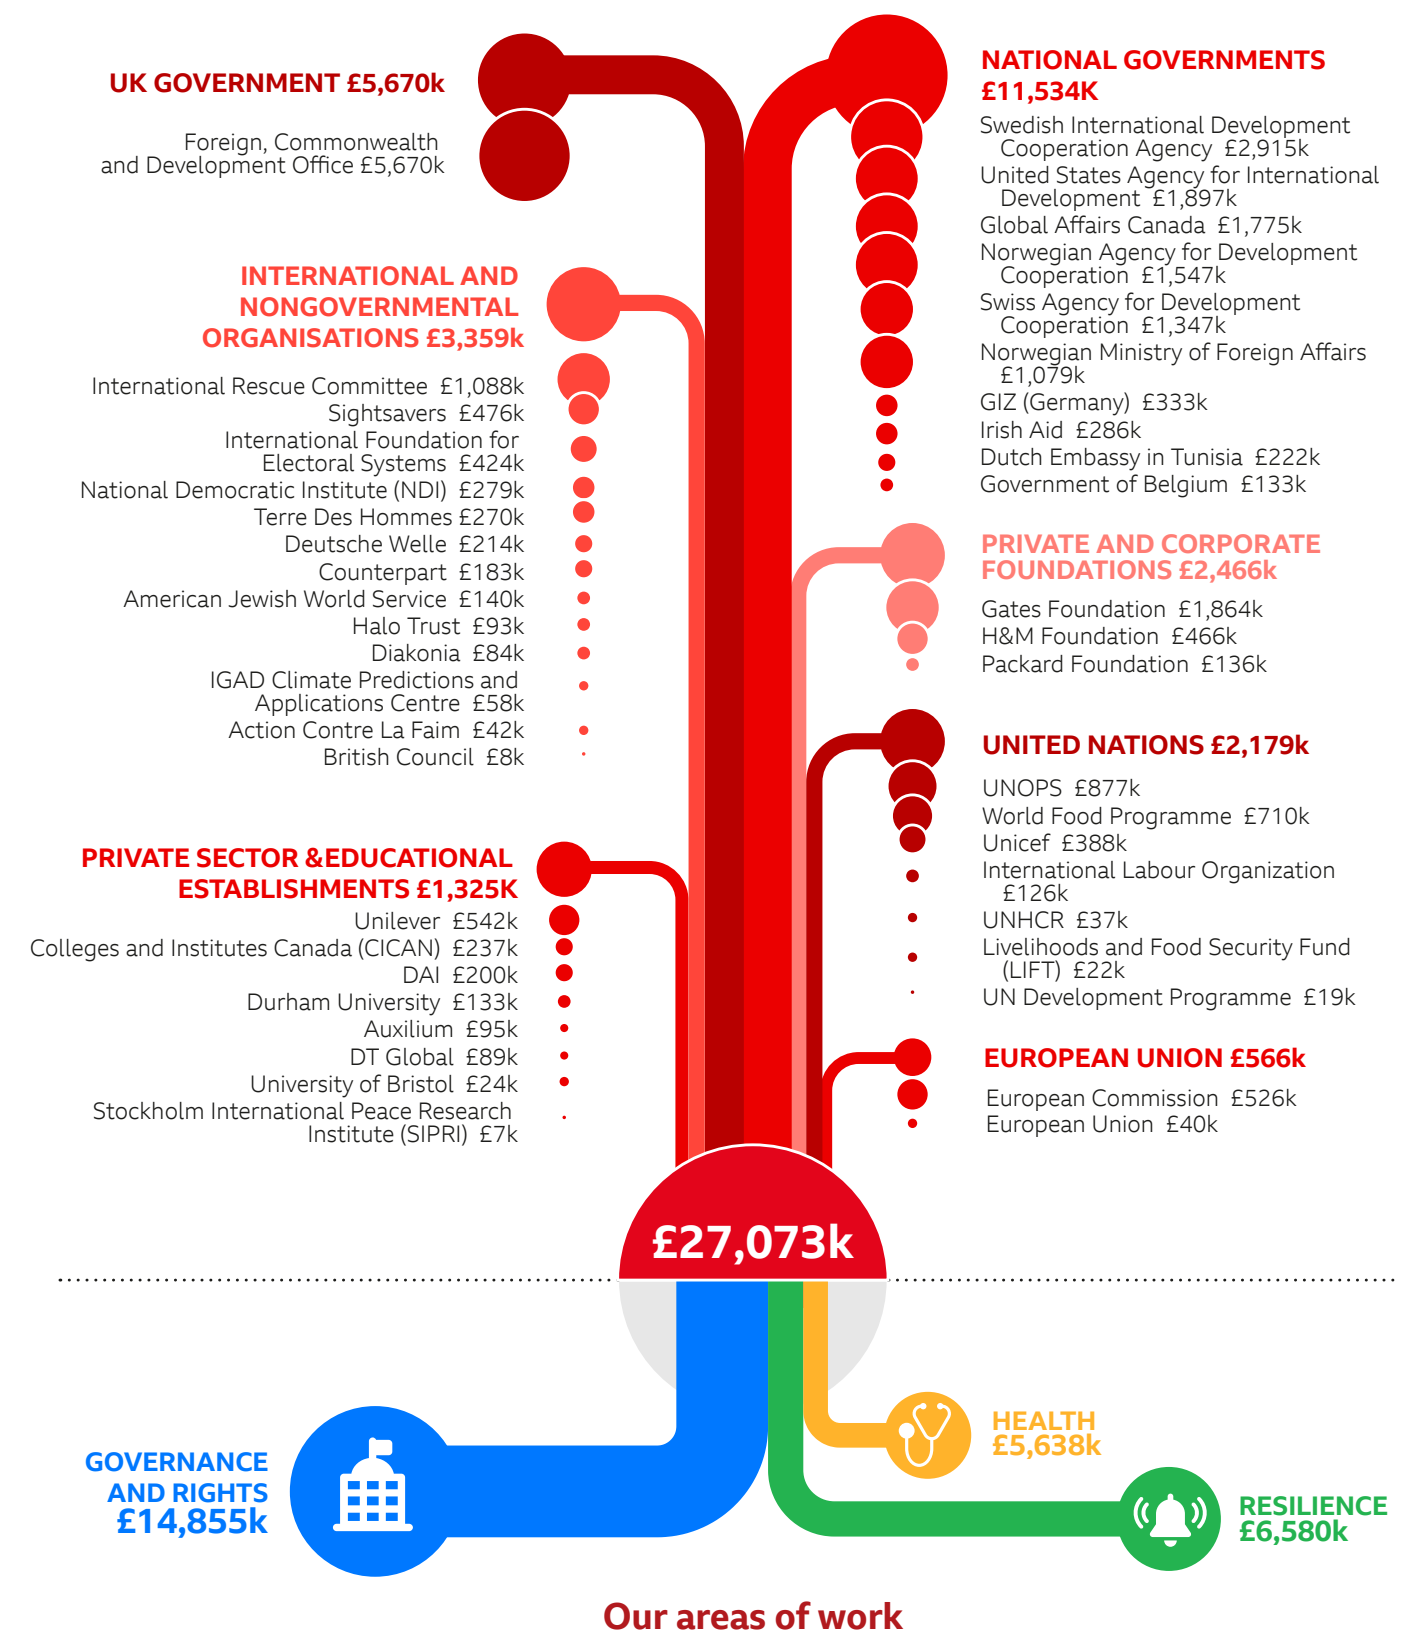 UK GOVERNMENT £5,670k
Foreign, Commonwealth
and Development Office £5,670k
INTERNATIONAL AND
NONGOVERNMENTAL
ORGANISATIONS £3,359k
International Rescue Committee £1,088k
Sightsavers £476k
International Foundation for
Electoral Systems £424k
National Democratic Institute (NDI) £279k
Terre Des Hommes £270k
Deutsche Welle £214k
Counterpart £183k
American Jewish World Service £140k
Halo Trust £93k
Diakonia £84k
IGAD Climate Predictions and
Applications Centre £58k
Action Contre La Faim £42k
British Council £8k
PRIVATE SECTOR &EDUCATIONAL
ESTABLISHMENTS £1,325K
Unilever £542k
Colleges and Institutes Canada (CICAN) £237k
DAI £200k
Durham University £133k
Auxilium £95k
DT Global £89k
University of Bristol £24k
Stockholm International Peace Research
Institute (SIPRI) £7k
NATIONAL GOVERNMENTS
£11,534K
Swedish International Development
Cooperation Agency £2,915k
United States Agency for International
Development £1,897k
Global Affairs Canada £1,775k
Norwegian Agency for Development
Cooperation £1,547k
Swiss Agency for Development
Cooperation £1,347k
Norwegian Ministry of Foreign Affairs
£1,079k
GIZ (Germany) £333k
Irish Aid £286k
Dutch Embassy in Tunisia £222k
Government of Belgium £133k
PRIVATE AND CORPORATE
FOUNDATIONS £2,466k
Gates Foundation £1,864k
H&M Foundation £466k
Packard Foundation £136k
UNITED NATIONS £2,179k
UNOPS £877k
World Food Programme £710k
Unicef £388k
International Labour Organization
£126k
UNHCR £37k
Livelihoods and Food Security Fund
(LIFT) £22k
UN Development Programme £19k
EUROPEAN UNION £566k
European Commission £526k
European Union £40k
£27,073k
GOVERNANCE
AND RIGHTS
£14,855k
HEALTH
£5,638k
RESILIENCE
£6,580k
Our areas of work